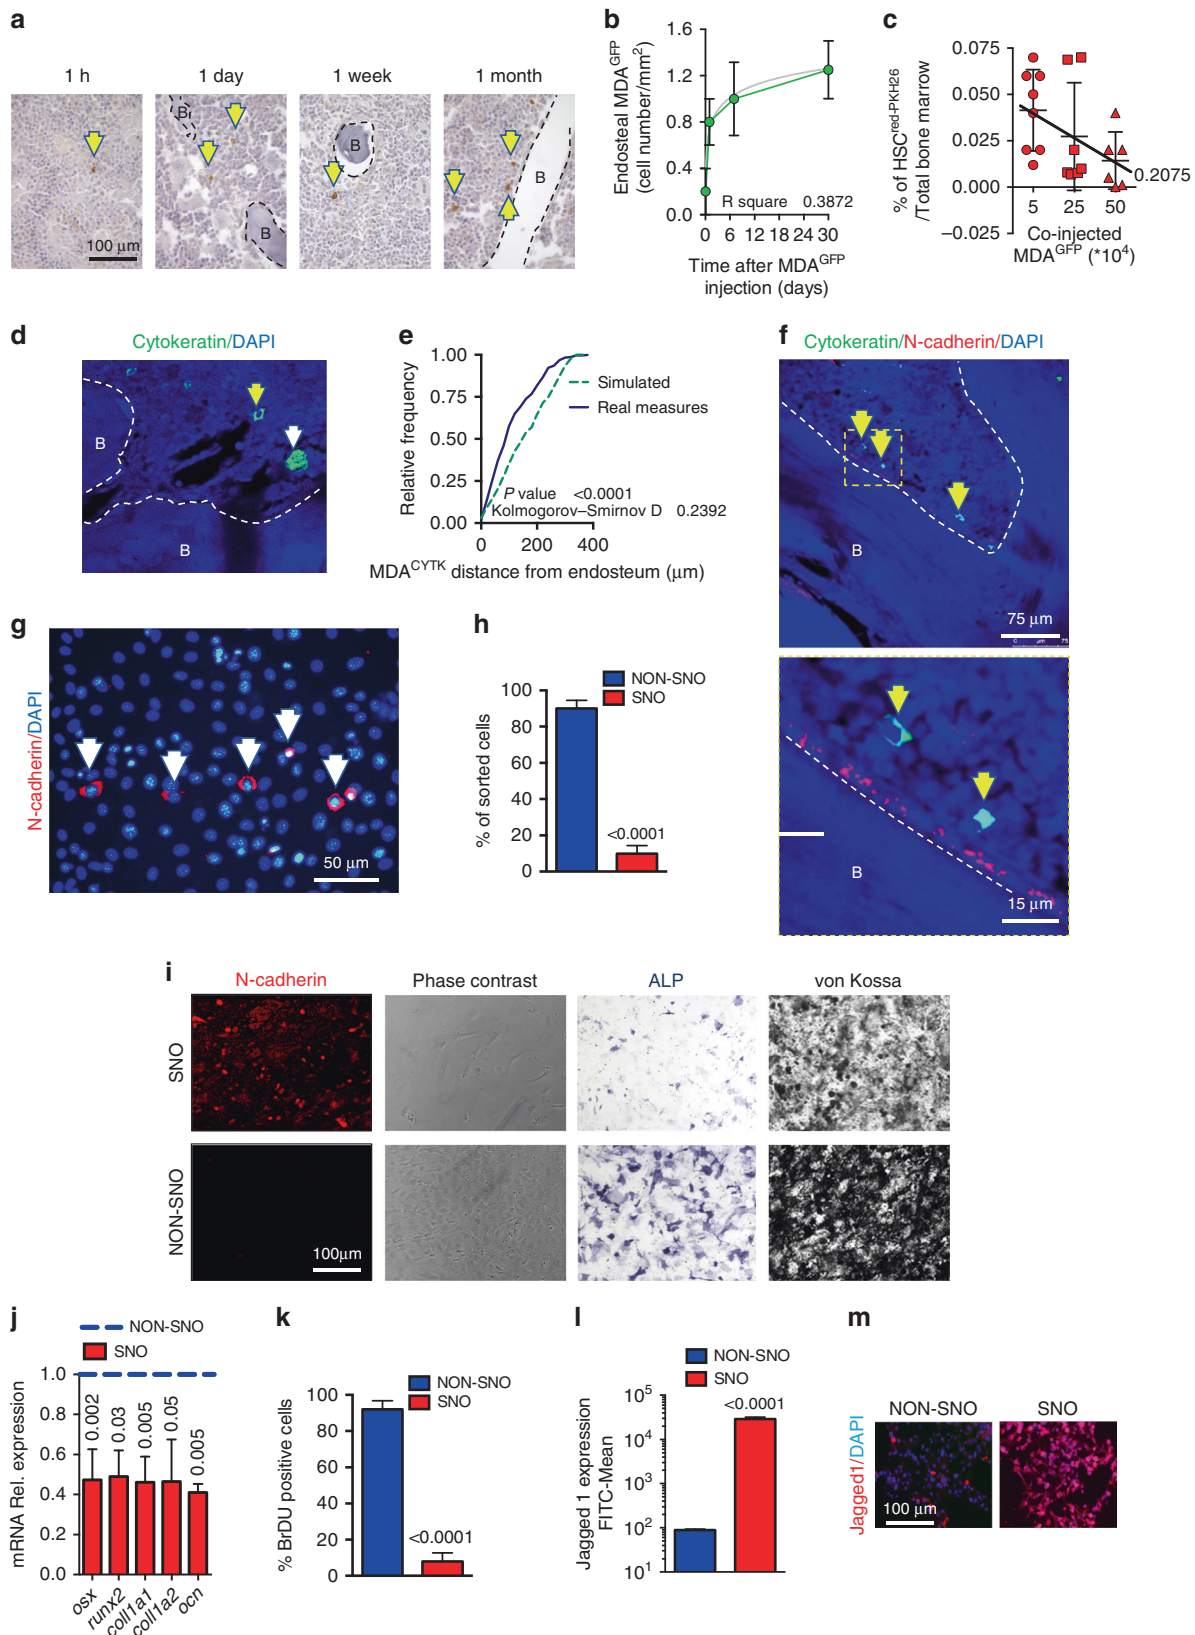 a
1 h
1 day
1 week
1 month
B
B
B
B
100 µm
b
Endosteal MDA^GFP
(cell number/mm²)
1.6
1.2
0.8
0.4
0.0
R square 0.3872
0 6 12 18 24 30
Time after MDA^GFP
injection (days)
c
% of HSC^red-PKH26
/Total bone marrow
0.075
0.050
0.025
0.000
−0.025
0.2075
5 25 50
Co-injected
MDA^GFP (*10⁴)
d
Cytokeratin/DAPI
B
B
e
Relative frequency
1.00
0.75
0.50
0.25
0.00
Simulated
Real measures
P value <0.0001
Kolmogorov–Smirnov D 0.2392
0 200 400
MDA^CYTK distance from endosteum (µm)
f
Cytokeratin/N-cadherin/DAPI
B
75 µm
B
15 µm
g
N-cadherin/DAPI
50 µm
h
NON-SNO
SNO
% of sorted cells
100
80
60
40
20
0
<0.0001
i
N-cadherin
Phase contrast
ALP
von Kossa
SNO
NON-SNO
100µm
j
NON-SNO
SNO
mRNA Rel. expression
1.0
0.8
0.6
0.4
0.2
0.0
0.002
0.03
0.005
0.05
0.005
osx
runx2
coll1a1
coll1a2
ocn
k
NON-SNO
SNO
% BrDU positive cells
100
80
60
40
20
0
<0.0001
l
NON-SNO
SNO
Jagged 1 expression
FITC-Mean
10⁵
10⁴
10³
10²
10¹
<0.0001
m
NON-SNO
SNO
Jagged1/DAPI
100 µm